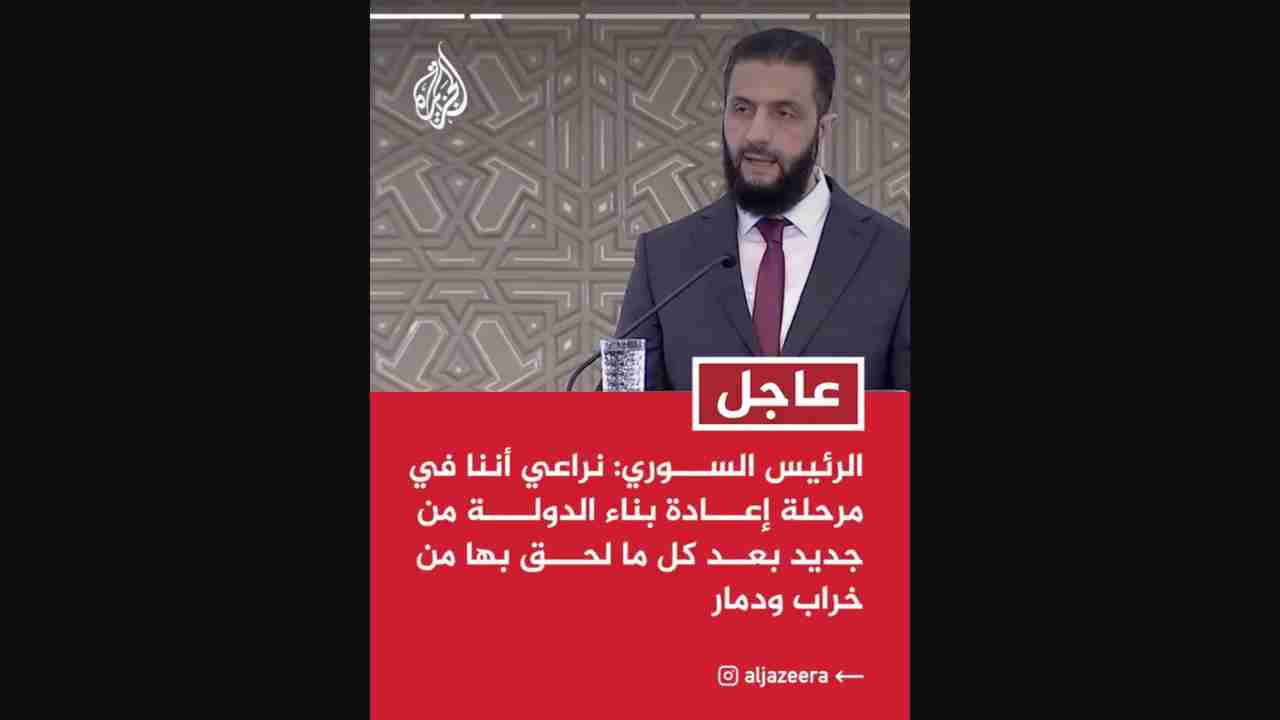 الجزيرة
عاجل
الرئيس السوري: نراعي أننا في
مرحلة إعادة بناء الدولة من
جديد بعد كل ما لحق بها من
خراب ودمار
aljazeera